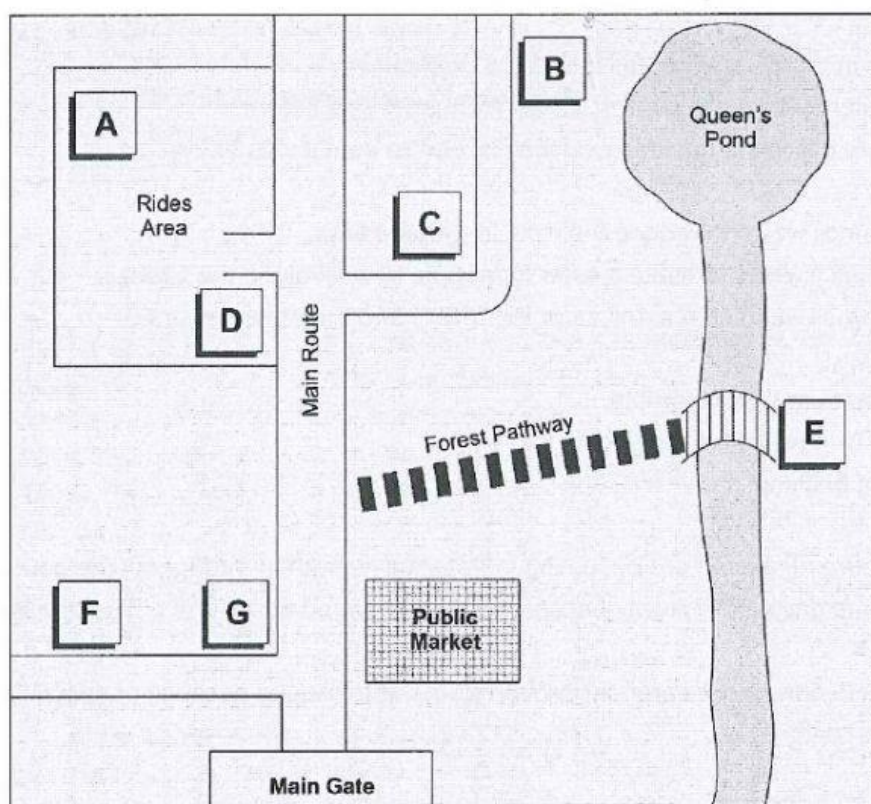 B
Queen's
Pond
A
Rides
Area
C
D
Main Route
Forest Pathway
E
F
G
Public
Market
Main Gate